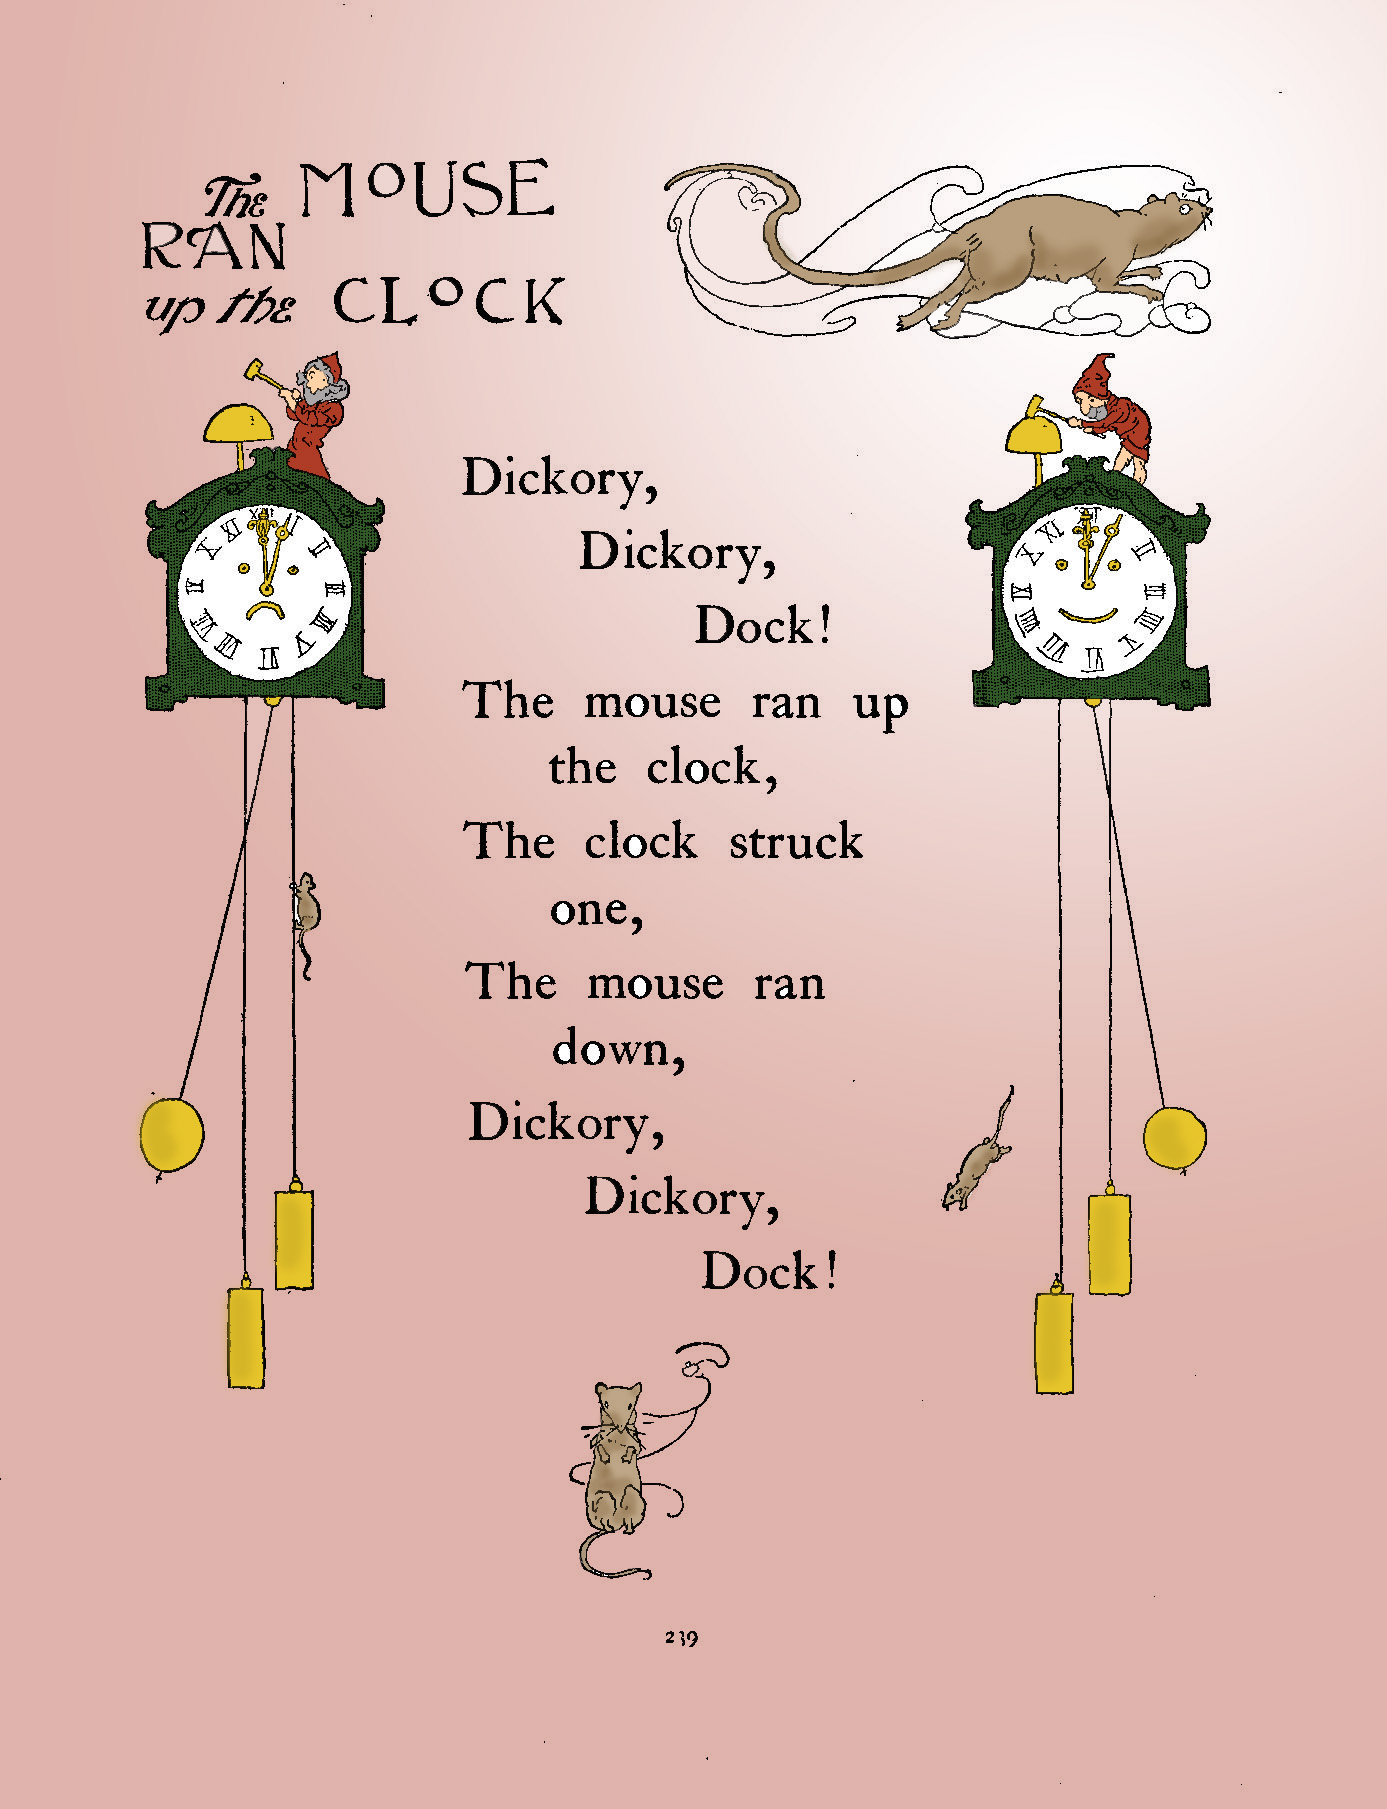 The MOUSE
RAN
up the CLOCK
Dickory,
Dickory,
Dock!
The mouse ran up
the clock,
The clock struck
one,
The mouse ran
down,
Dickory,
Dickory,
Dock!
239